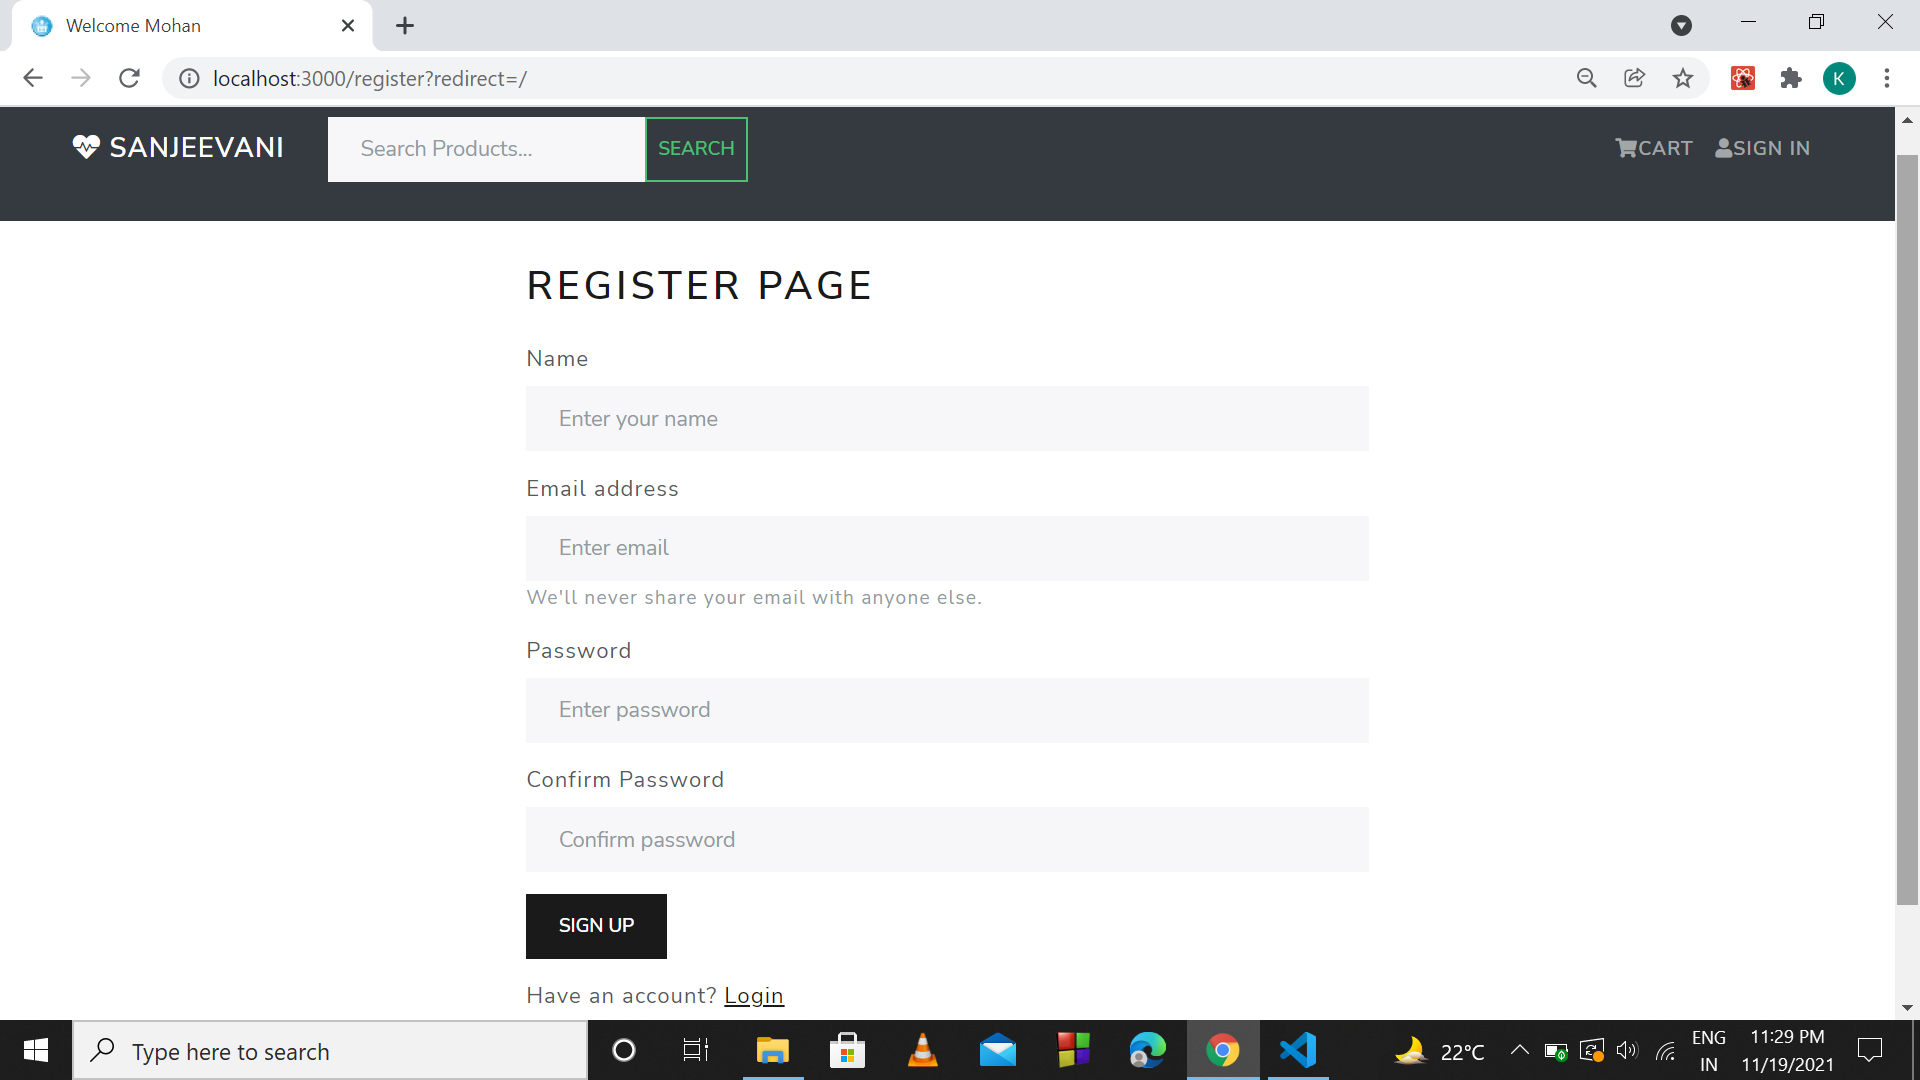 Welcome Mohan
localhost:3000/register?redirect=/
K
SANJEEVANI
Search Products...
SEARCH
CART
SIGN IN
REGISTER PAGE
Name
Enter your name
Email address
Enter email
We'll never share your email with anyone else.
Password
Enter password
Confirm Password
Confirm password
SIGN UP
Have an account? Login
Type here to search
22°C
ENG
IN
11:29 PM
11/19/2021